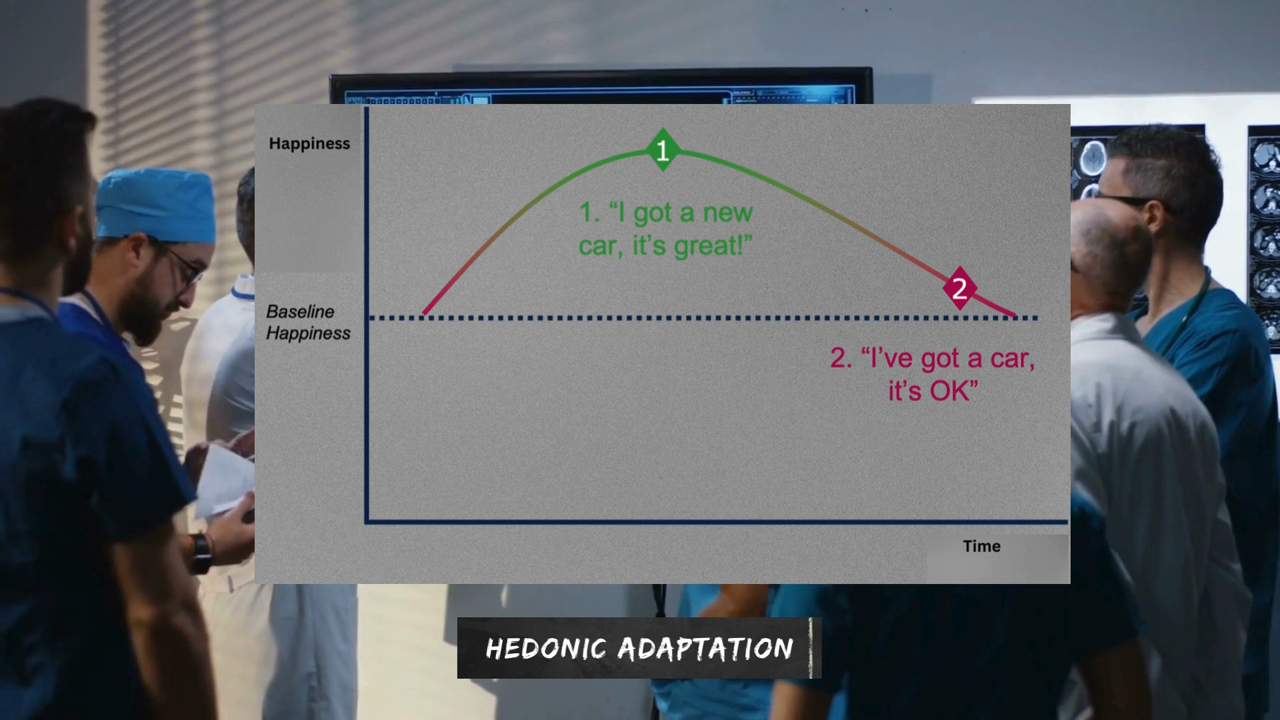 Happiness
1
1. “I got a new
car, it’s great!”
2
Baseline
Happiness
2. “I’ve got a car,
it’s OK”
Time
HEDONIC ADAPTATION